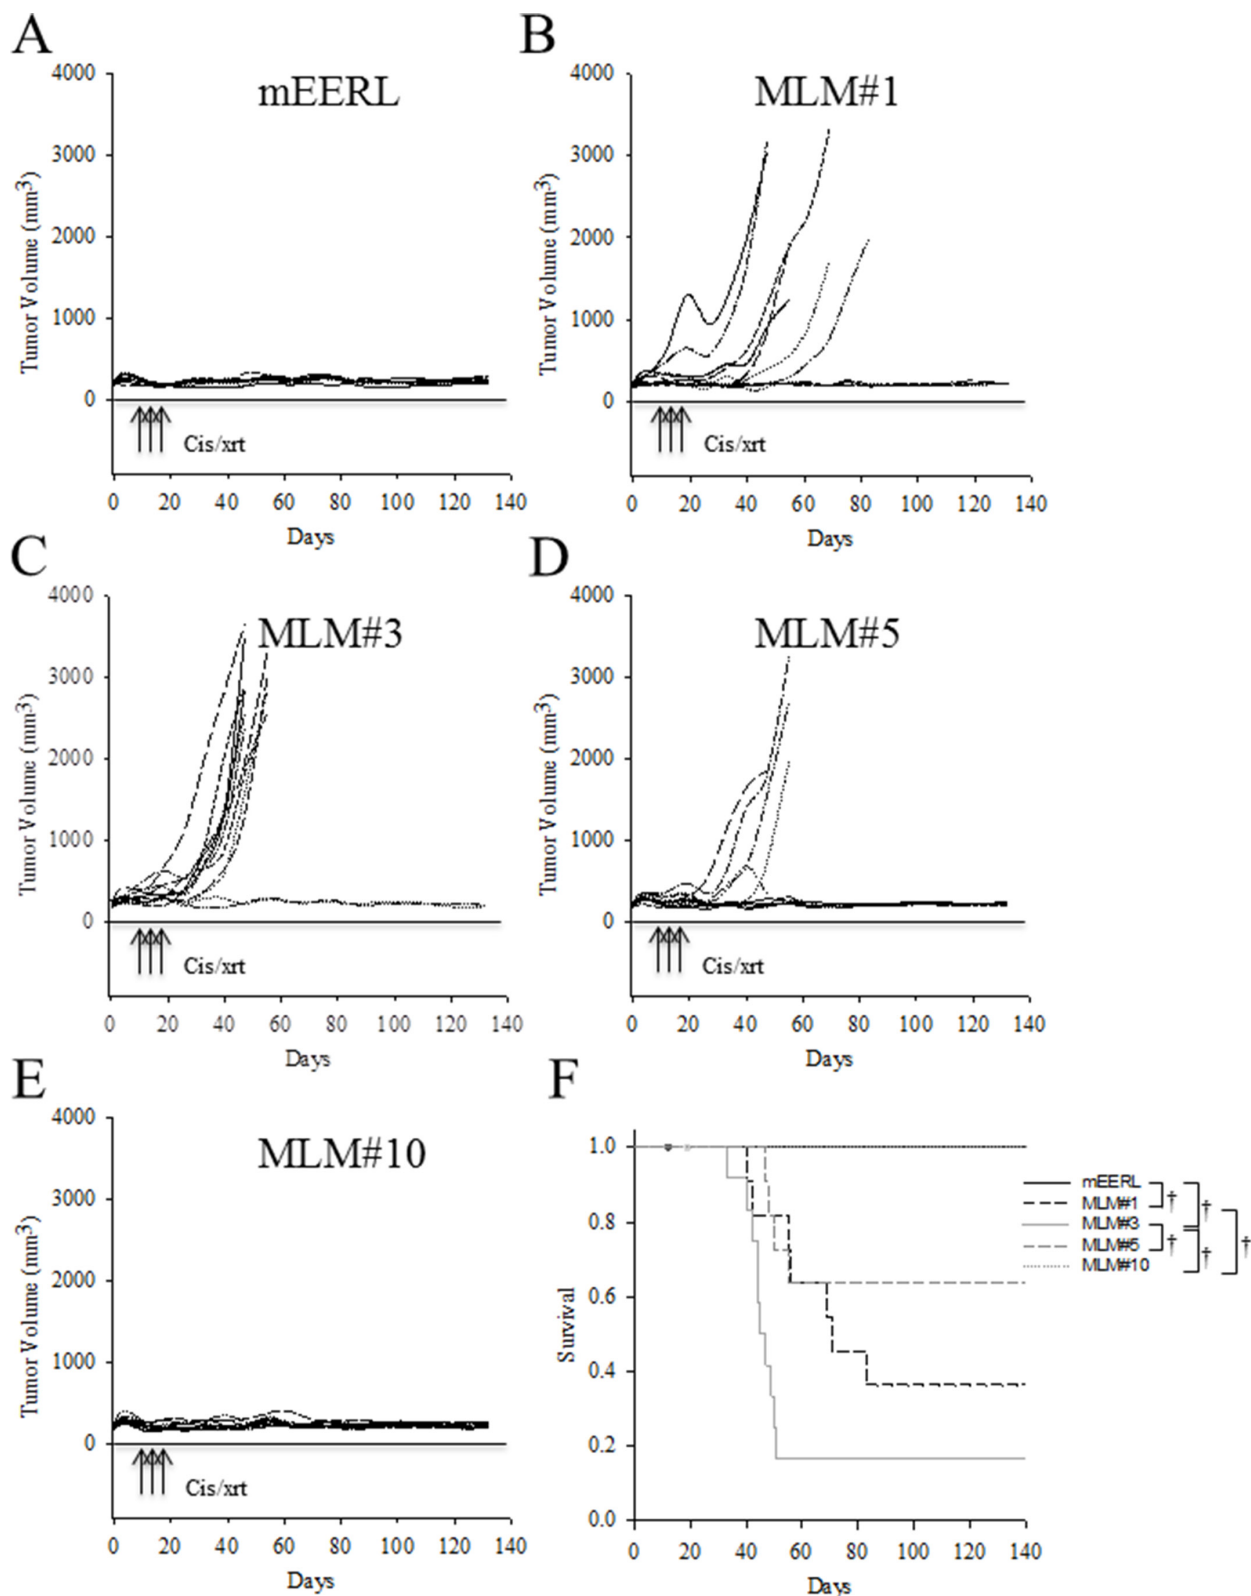 A
mEERL
Tumor Volume (mm3)
4000
3000
2000
1000
0
Cis/xrt
0 20 40 60 80 100 120 140
Days
B
MLM#1
Tumor Volume (mm3)
4000
3000
2000
1000
0
Cis/xrt
0 20 40 60 80 100 120 140
Days
C
MLM#3
Tumor Volume (mm3)
4000
3000
2000
1000
0
Cis/xrt
0 20 40 60 80 100 120 140
Days
D
MLM#5
Tumor Volume (mm3)
4000
3000
2000
1000
0
Cis/xrt
0 20 40 60 80 100 120 140
Days
E
MLM#10
Tumor Volume (mm3)
4000
3000
2000
1000
0
Cis/xrt
0 20 40 60 80 100 120 140
Days
F
Survival
1.0
0.8
0.6
0.4
0.2
0.0
0 20 40 60 80 100 120 140
Days
mEERL
MLM#1 † †
MLM#3 †
MLM#5 † †
MLM#10